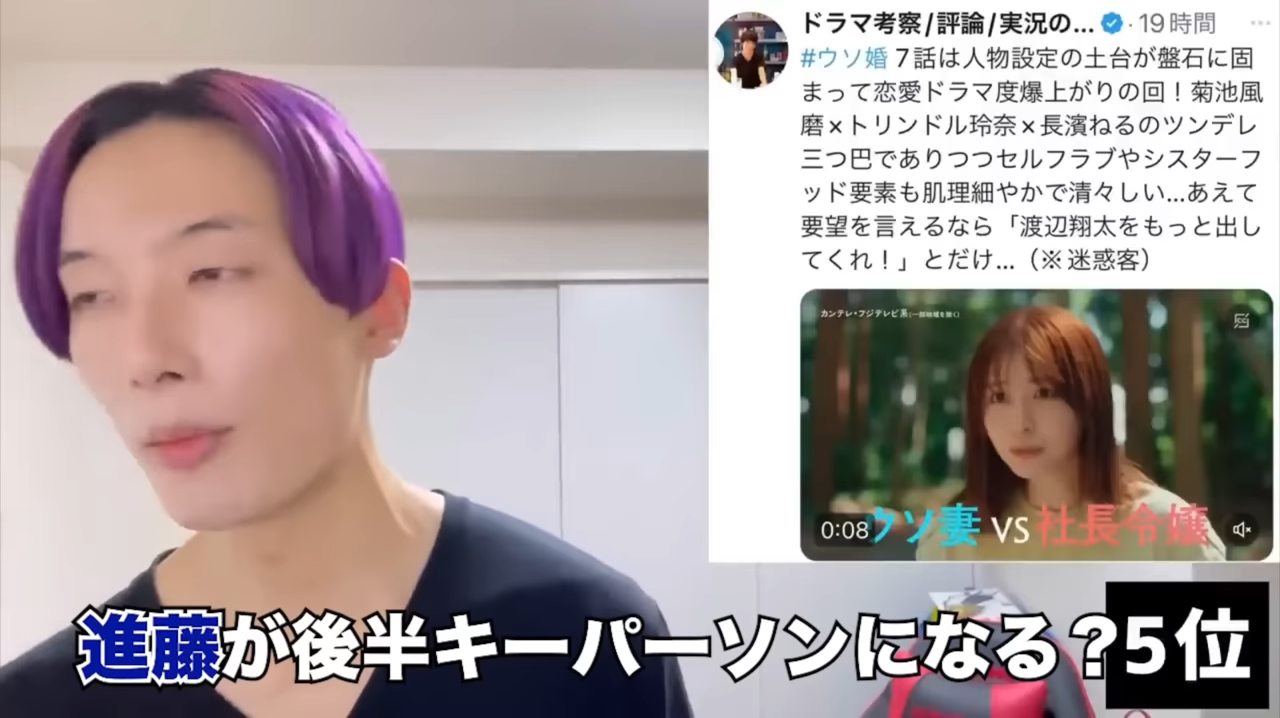 ドラマ考察/評論/実況の... ・19時間
#ウソ婚 7話は人物設定の土台が盤石に固
まって恋愛ドラマ度爆上がりの回！菊池風
磨×トリンドル玲奈×長濱ねるのツンデレ
三つ巴でありつつセルフラブやシスターフ
ッド要素も肌理細やかで清々しい...あえて
要望を言えるなら「渡辺翔太をもっと出し
てくれ！」とだけ...（※迷惑客）
カンテレ・フジテレビ系(一部地域を除く)
0:08
ウソ妻 VS 社長令嬢
進藤が後半キーパーソンになる？5位